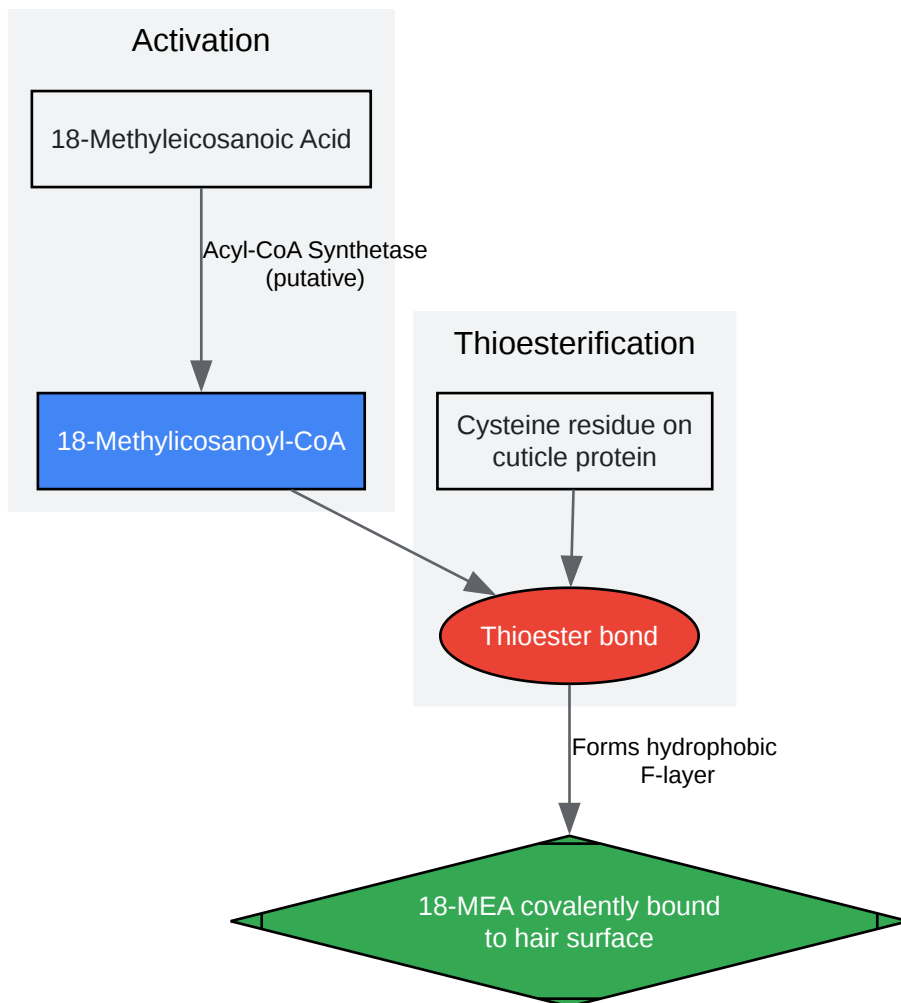 Activation
18-Methyleicosanoic Acid
Acyl-CoA Synthetase
(putative)
18-Methylicosanoyl-CoA
Thioesterification
Cysteine residue on
cuticle protein
Thioester bond
Forms hydrophobic
F-layer
18-MEA covalently bound
to hair surface